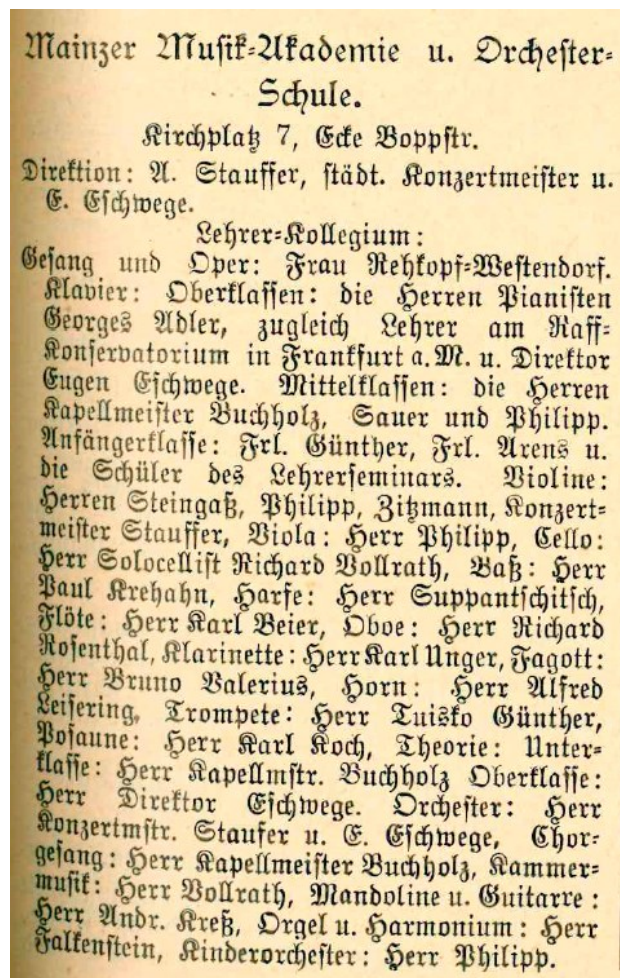 Mainzer Musik-Akademie u. Orchester-
Schule.
Kirchplatz 7, Ecke Boppstr.
Direktion: A. Stauffer, städt. Konzertmeister u.
E. Eschwege.
Lehrer-Kollegium:
Gesang und Oper: Frau Rehkopf-Westendorf.
Klavier: Oberklassen: die Herren Pianisten
Georges Adler, zugleich Lehrer am Raff-
Konservatorium in Frankfurt a. M. u. Direktor
Eugen Eschwege. Mittelklassen: die Herren
Kapellmeister Buchholz, Sauer und Philipp.
Anfängerklasse: Frl. Günther, Frl. Arens u.
die Schüler des Lehrerseminars. Violine:
Herren Steingaß, Philipp, Zitzmann, Konzert-
meister Stauffer, Viola: Herr Philipp, Cello:
Herr Solocellist Richard Vollrath, Baß: Herr
Paul Krehahn, Harfe: Herr Suppantschitsch,
Flöte: Herr Karl Beier, Oboe: Herr Richard
Rosenthal, Klarinette: Herr Karl Unger, Fagott:
Herr Bruno Valerius, Horn: Herr Alfred
Leisering, Trompete: Herr Tuisko Günther,
Posaune: Herr Karl Koch, Theorie: Unter-
klasse: Herr Kapellmstr. Buchholz Oberklasse:
Herr Direktor Eschwege. Orchester: Herr
Konzertmstr. Staufer u. E. Eschwege, Chor-
gesang: Herr Kapellmeister Buchholz, Kammer-
musik: Herr Vollrath, Mandoline u. Guitarre:
Herr Andr. Kreß, Orgel u. Harmonium: Herr
Falkenstein, Kinderorchester: Herr Philipp.